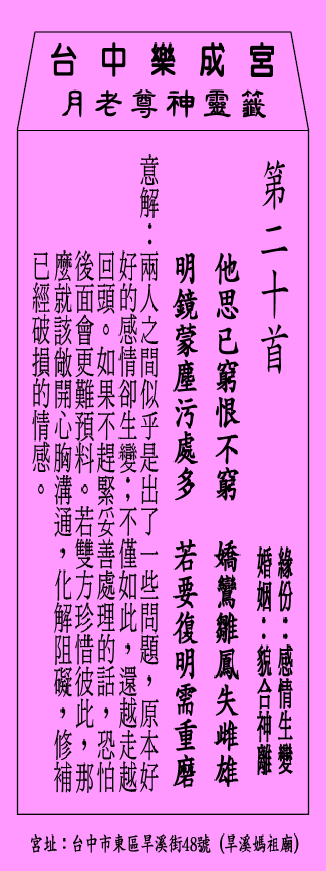 台中樂成宮
月老尊神靈籤
第二十首
緣份：感情生變
婚姻：貌合神離
他思已窮恨不窮　嬌鸞雛鳳失雌雄
明鏡蒙塵污處多　若要復明需重磨
意解：兩人之間似乎是出了一些問題，原本好
好的感情卻生變；不僅如此，還越走越
回頭。如果不趕緊妥善處理的話，恐怕
後面會更難預料。若雙方珍惜彼此，那
麼就該敞開心胸溝通，化解阻礙，修補
已經破損的情感。
宮址：台中市東區旱溪街48號（旱溪媽祖廟）